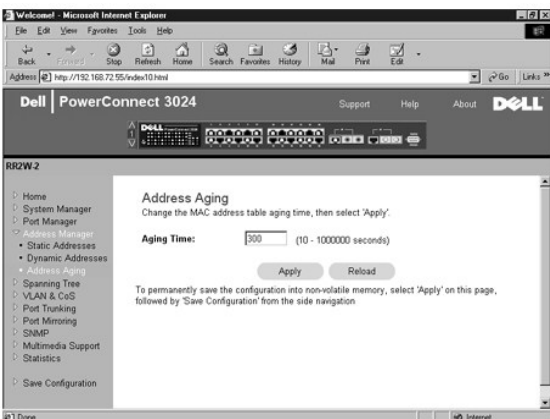 Welcome! - Microsoft Internet Explorer
File Edit View Favorites Tools Help
Back Forward Stop Refresh Home Search Favorites History Mail Print Edit
Address http://192.168.72.55/index10.html Go Links »
Dell PowerConnect 3024 Support Help About DELL
DELL
RR2W-2
Home
System Manager
Port Manager
Address Manager
• Static Addresses
• Dynamic Addresses
• Address Aging
Spanning Tree
VLAN & CoS
Port Trunking
Port Mirroring
SNMP
Multimedia Support
Statistics
Save Configuration
Address Aging
Change the MAC address table aging time, then select 'Apply'.
Aging Time: 300 (10 - 1000000 seconds)
Apply Reload
To permanently save the configuration into non-volatile memory, select 'Apply' on this page,
followed by 'Save Configuration' from the side navigation
Done Internet